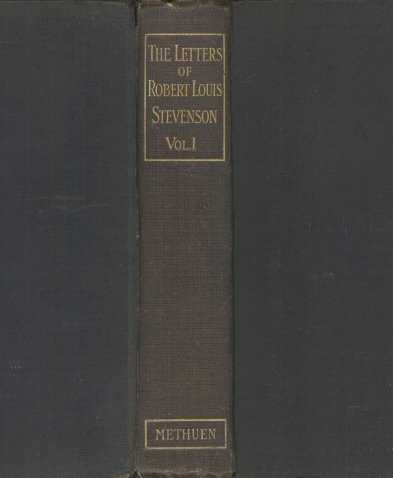 THE LETTERS
OF
ROBERT LOUIS
STEVENSON
VOL. I
METHUEN